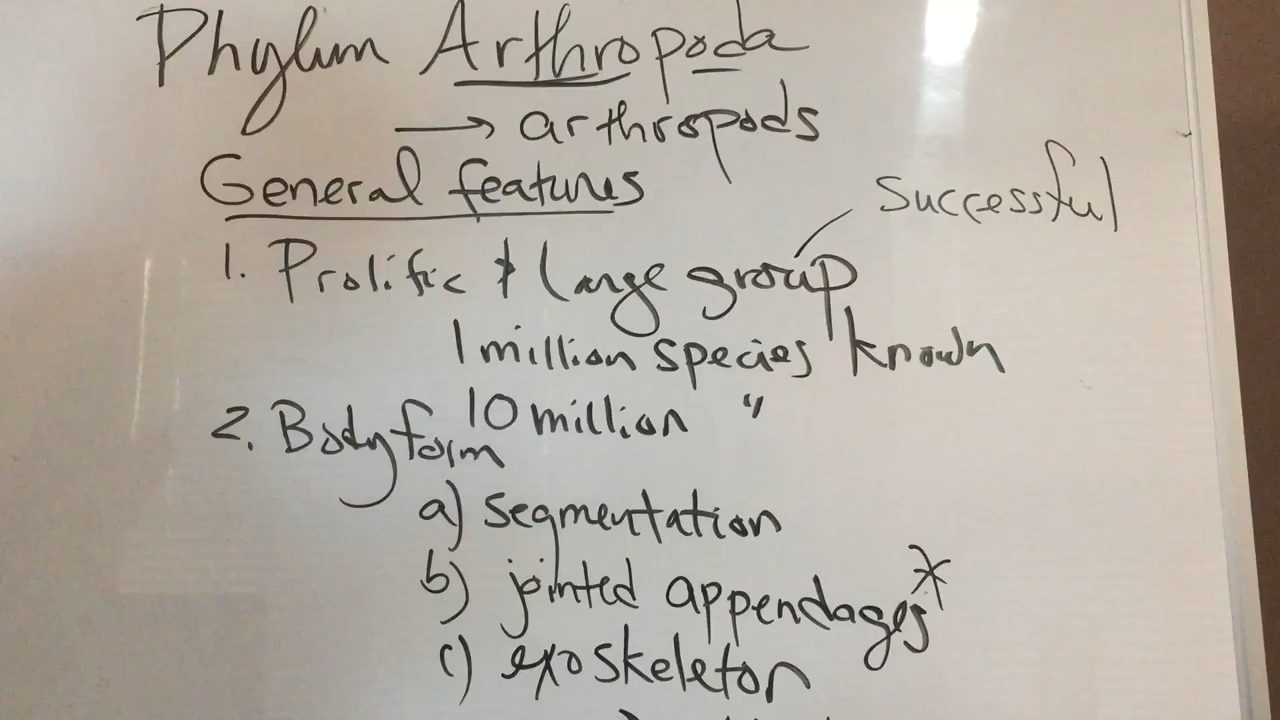 Phylum Arthropoda
→ arthropods
General features
Successful
1. Prolific & large group
1 million species known
10 million "
2. Body form
a) segmentation
b) jointed appendages*
c) exoskeleton